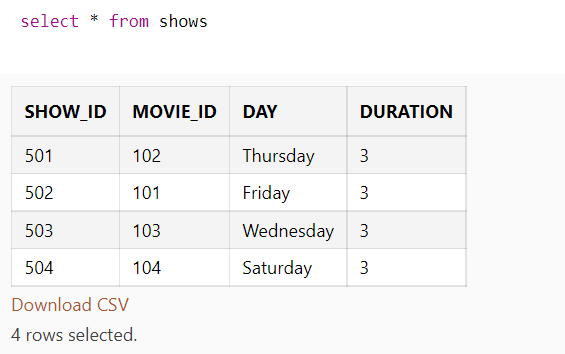 select * from shows
SHOW_ID MOVIE_ID DAY DURATION
501 102 Thursday 3
502 101 Friday 3
503 103 Wednesday 3
504 104 Saturday 3
Download CSV
4 rows selected.